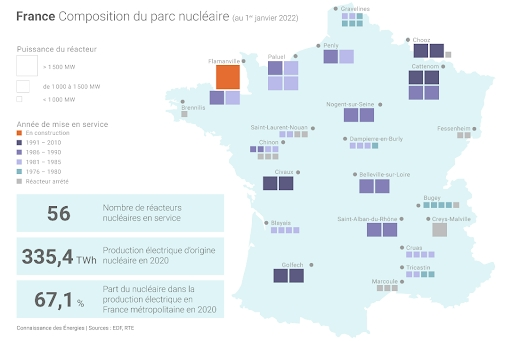 France Composition du parc nucléaire (au 1er janvier 2022)
Puissance du réacteur
> 1 500 MW
de 1 000 à 1 500 MW
< 1 000 MW
Année de mise en service
En construction
1991 – 2010
1986 – 1990
1981 – 1985
1976 – 1980
Réacteur arrêté
Gravelines
Chooz
Penly
Paluel
Flamanville
Cattenom
Brennilis
Nogent-sur-Seine
Fessenheim
Saint-Laurent-Nouan
Chinon
Dampierre-en-Burly
Civaux
Belleville-sur-Loire
Bugey
Blayais
Saint-Alban-du-Rhône
Creys-Malville
Cruas
Golfech
Tricastin
Marcoule
56
Nombre de réacteurs
nucléaires en service
335,4 TWh
Production électrique d'origine
nucléaire en 2020
67,1 %
Part du nucléaire dans la
production électrique en
France métropolitaine en 2020
Connaissance des Énergies | Sources : EDF, RTE